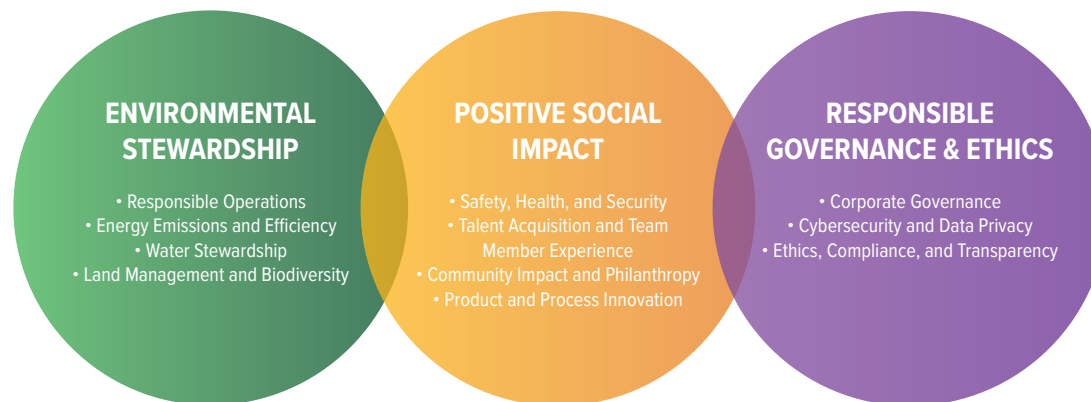 ENVIRONMENTAL
STEWARDSHIP
• Responsible Operations
• Energy Emissions and Efficiency
• Water Stewardship
• Land Management and Biodiversity
POSITIVE SOCIAL
IMPACT
• Safety, Health, and Security
• Talent Acquisition and Team
Member Experience
• Community Impact and Philanthropy
• Product and Process Innovation
RESPONSIBLE
GOVERNANCE & ETHICS
• Corporate Governance
• Cybersecurity and Data Privacy
• Ethics, Compliance, and Transparency